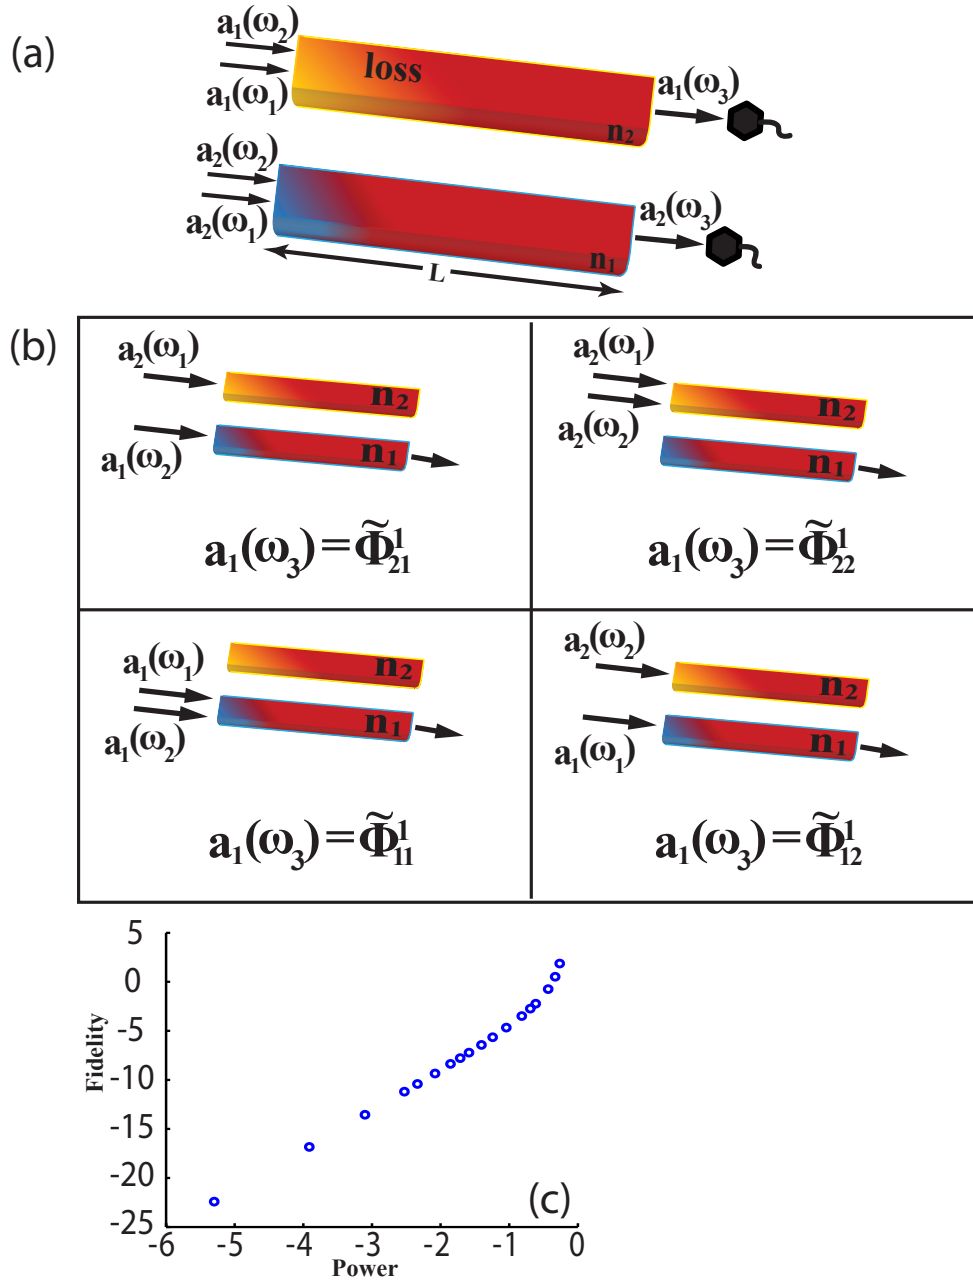 (a)
a₁(ω₂)
a₁(ω₁)
loss
n₂
a₁(ω₃)
a₂(ω₂)
a₂(ω₁)
n₁
a₂(ω₃)
L
(b)
a₂(ω₁)
a₁(ω₂)
n₂
n₁
a₁(ω₃) = Φ̃¹₂₁
a₂(ω₁)
a₂(ω₂)
n₂
n₁
a₁(ω₃) = Φ̃¹₂₂
a₁(ω₁)
a₁(ω₂)
n₂
n₁
a₁(ω₃) = Φ̃¹₁₁
a₂(ω₂)
a₁(ω₁)
n₂
n₁
a₁(ω₃) = Φ̃¹₁₂
5
0
-5
-10
-15
-20
-25
Fidelity
(c)
-6 -5 -4 -3 -2 -1 0
Power